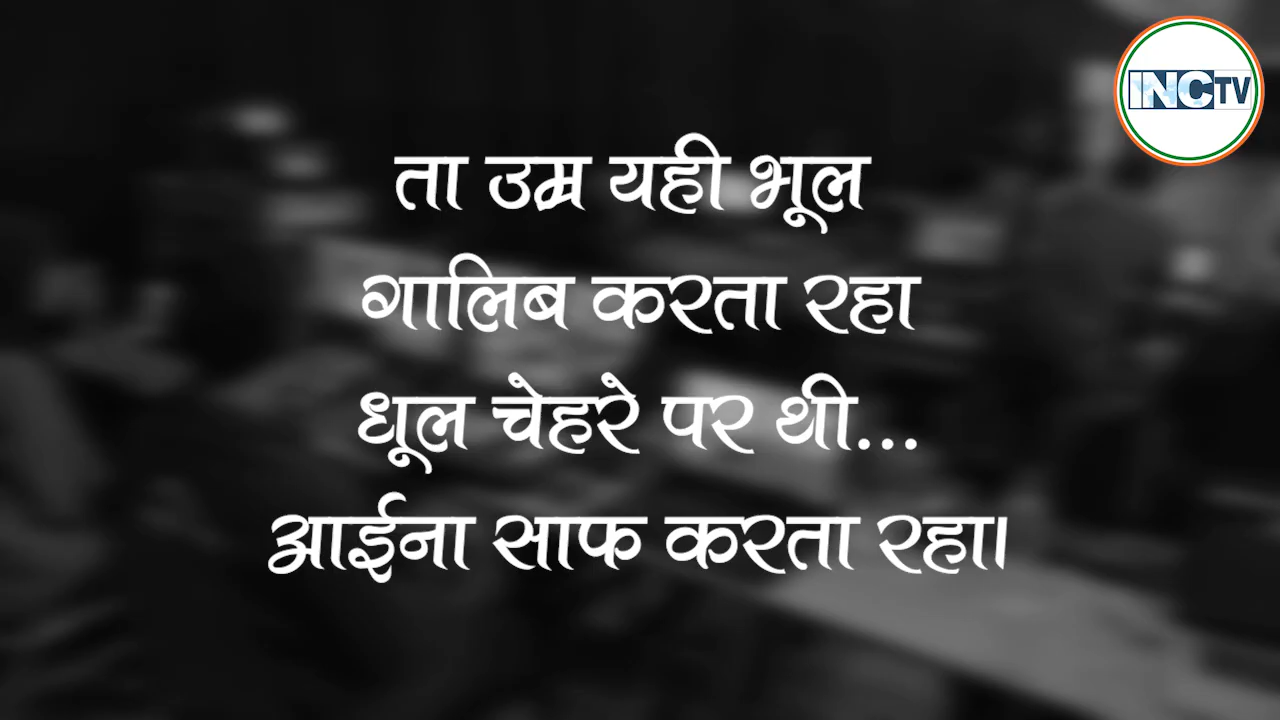 INCTV
ता उम्र यही भूल
गालिब करता रहा
धूल चेहरे पर थी...
आईना साफ करता रहा।